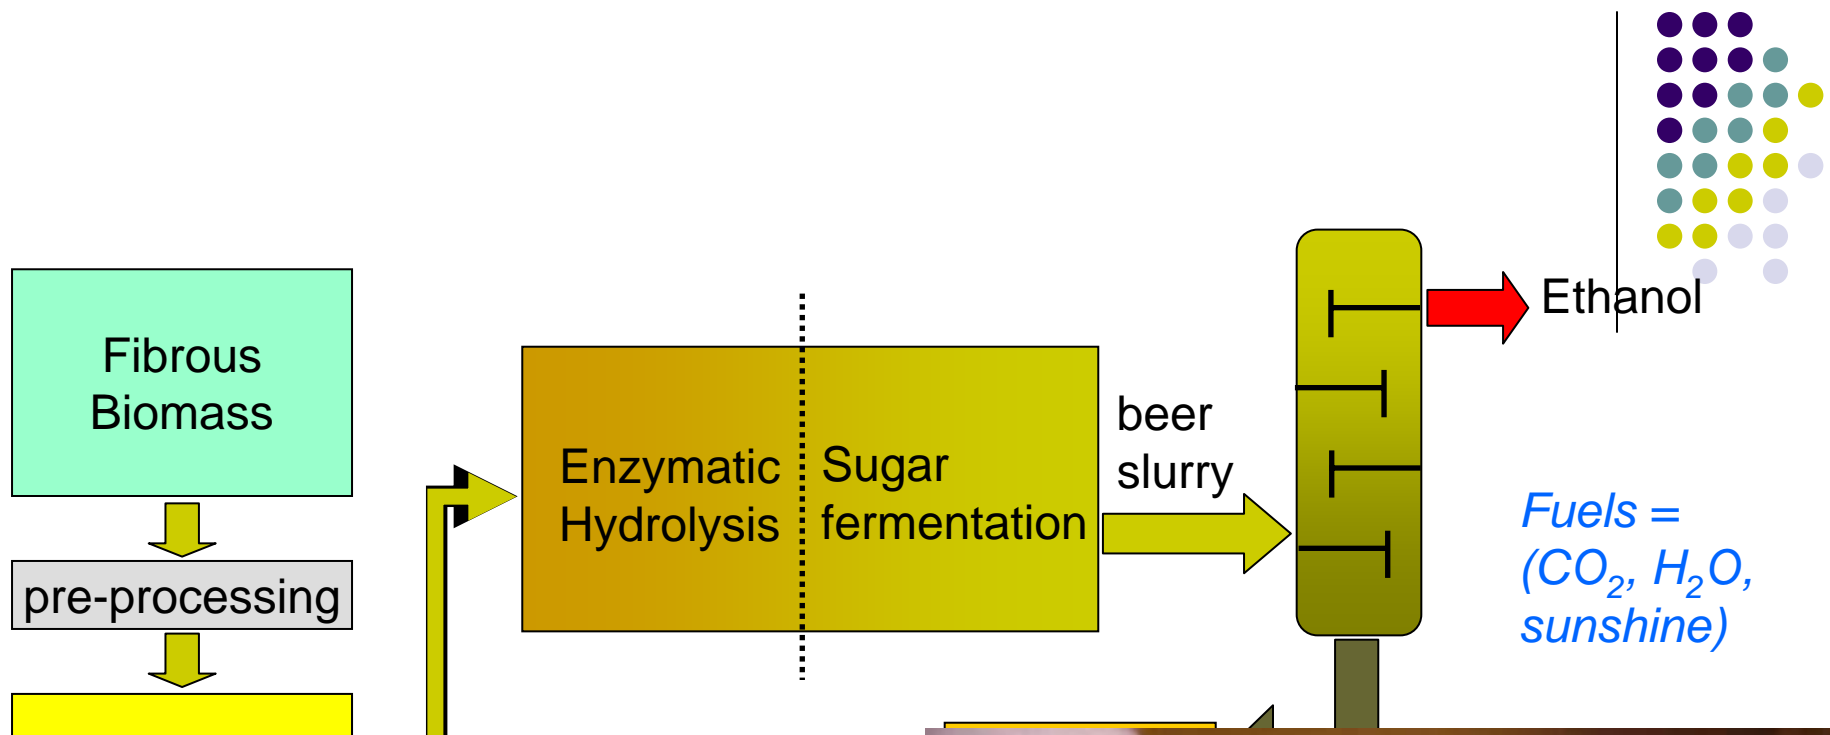 Fibrous
Biomass
pre-processing
Enzymatic
Hydrolysis
Sugar
fermentation
beer
slurry
Ethanol
Fuels =
(CO₂, H₂O,
sunshine)